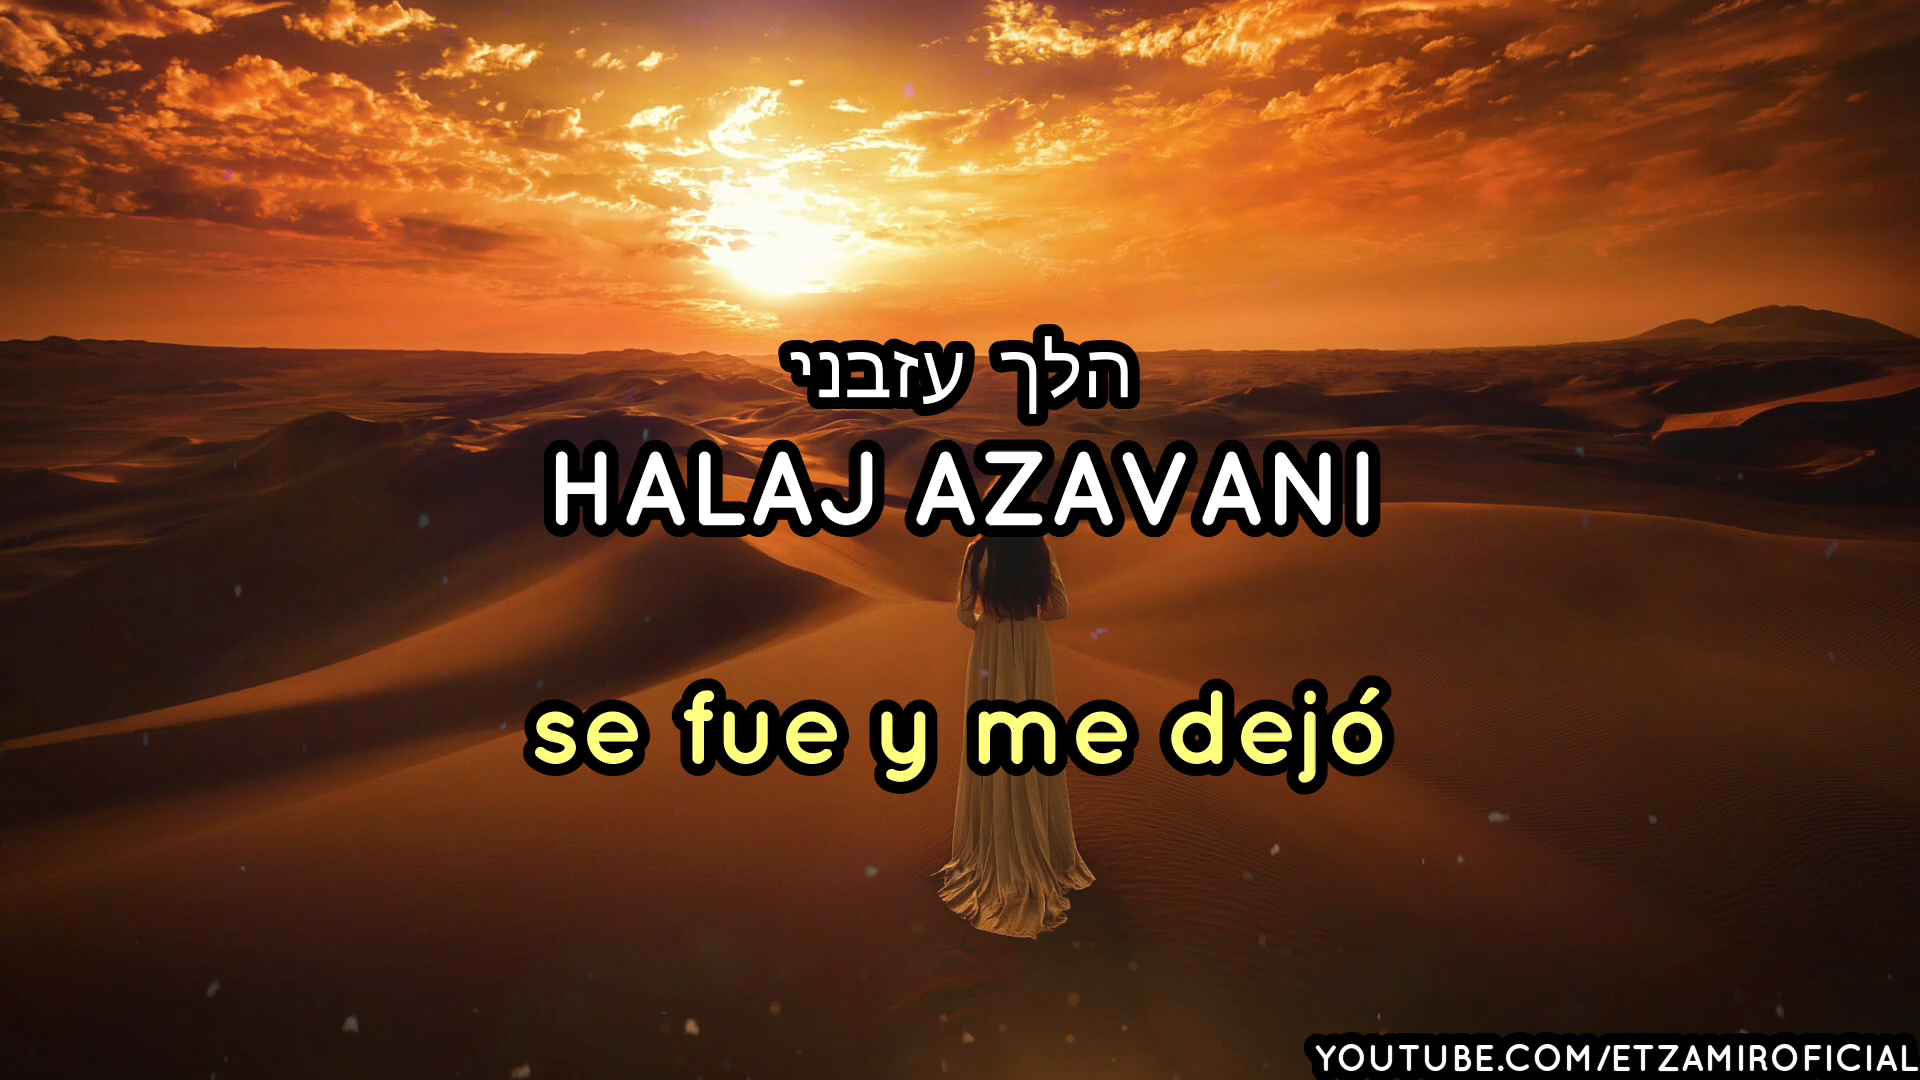 הלך עזבני
HALAJ AZAVANI
se fue y me dejó
YOUTUBE.COM/ETZAMIROFICIAL